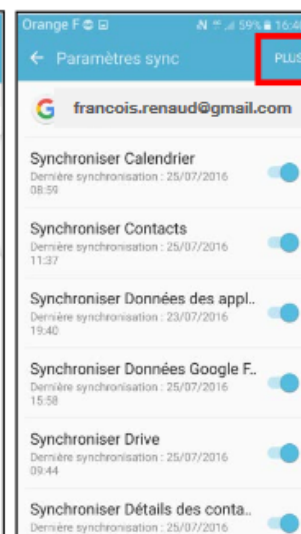 Orange F 59% 16:46
← Paramètres sync PLUS
francois.renaud@gmail.com
Synchroniser Calendrier
Dernière synchronisation : 25/07/2016
08:59
Synchroniser Contacts
Dernière synchronisation : 25/07/2016
11:37
Synchroniser Données des appl..
Dernière synchronisation : 23/07/2016
19:40
Synchroniser Données Google F..
Dernière synchronisation : 25/07/2016
15:58
Synchroniser Drive
Dernière synchronisation : 25/07/2016
09:44
Synchroniser Détails des conta..
Dernière synchronisation : 25/07/2016